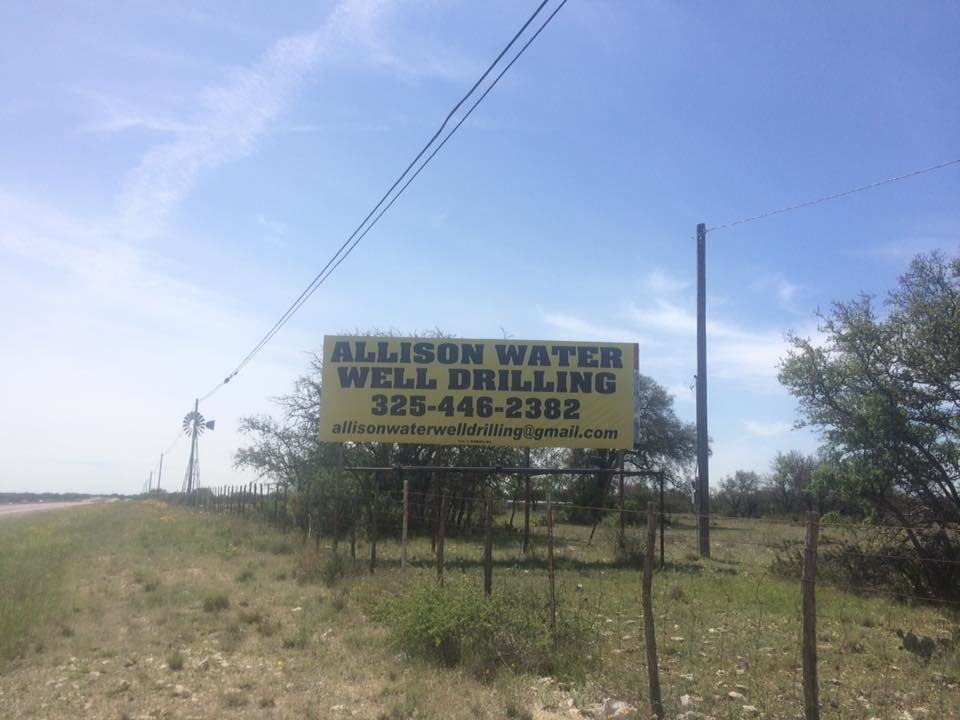 ALLISON WATER
WELL DRILLING
325-446-2382
allisonwaterwelldrilling@gmail.com